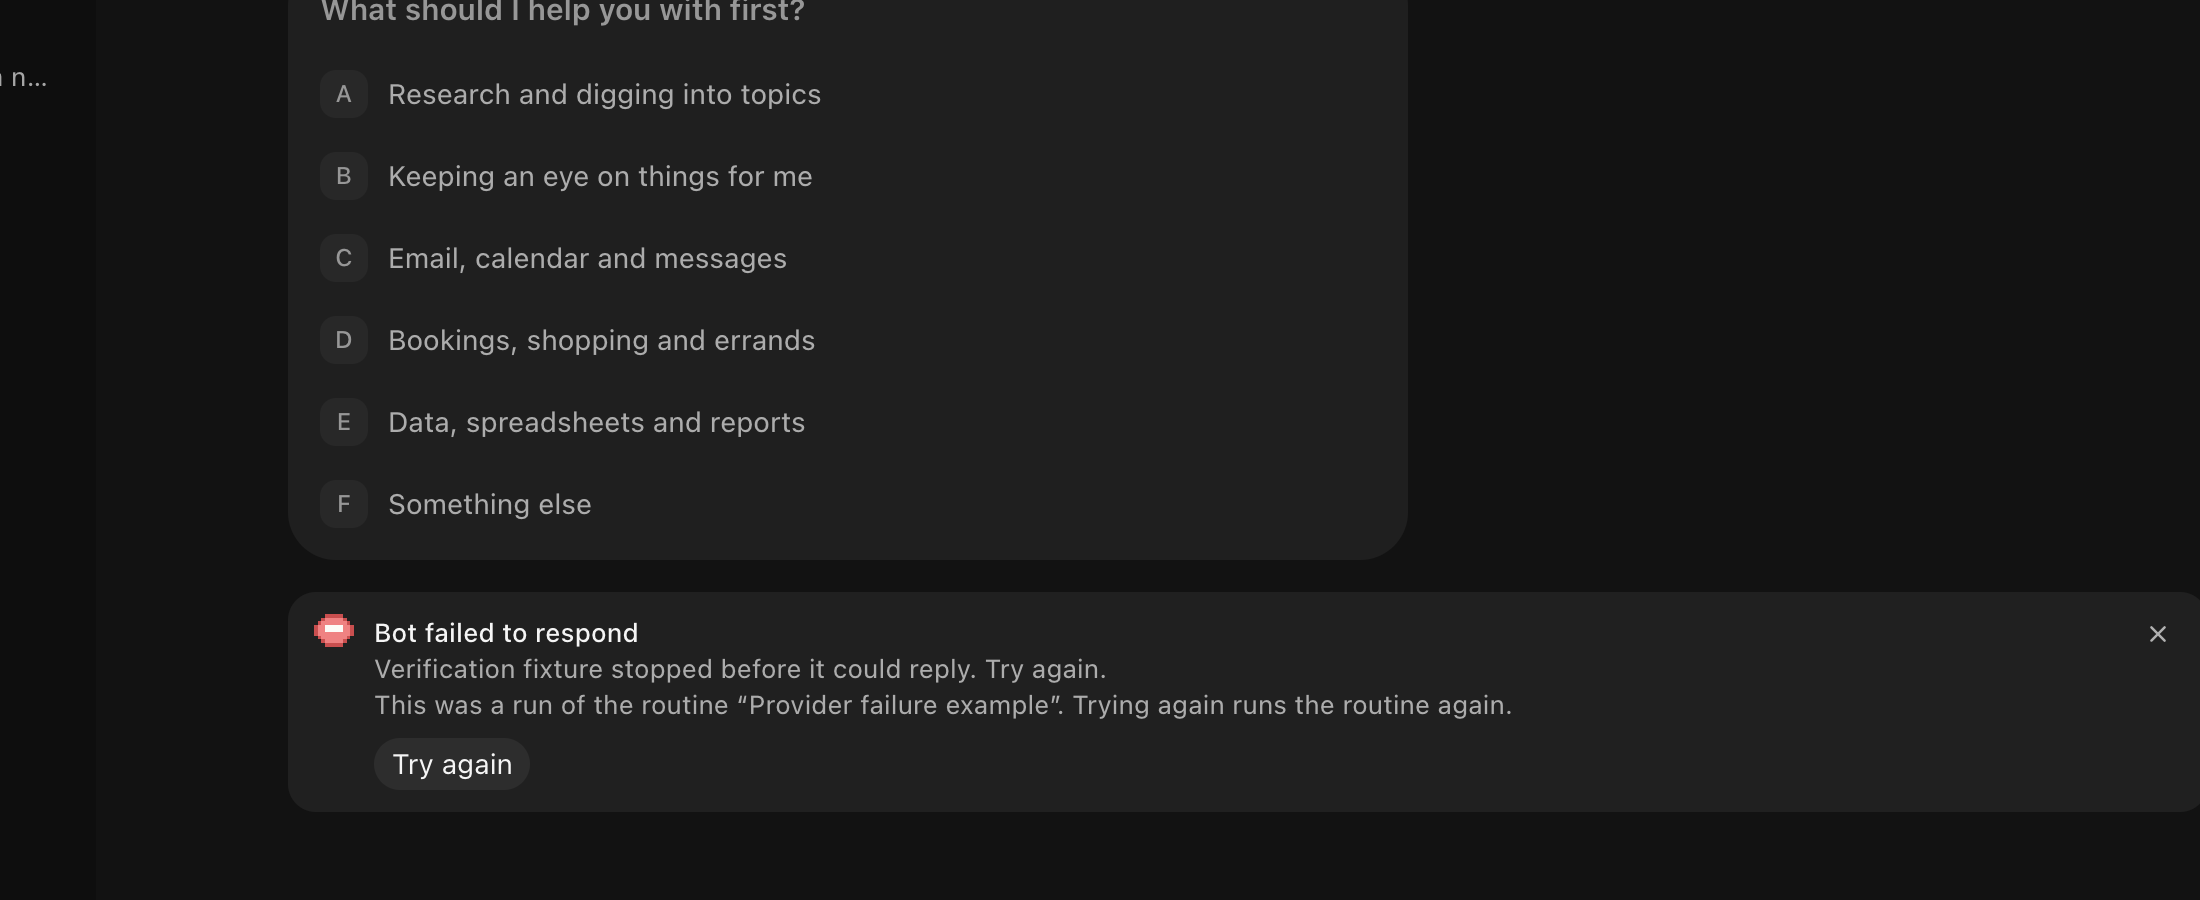 What should I help you with first?
n...
A Research and digging into topics
B Keeping an eye on things for me
C Email, calendar and messages
D Bookings, shopping and errands
E Data, spreadsheets and reports
F Something else
Bot failed to respond
Verification fixture stopped before it could reply. Try again.
This was a run of the routine “Provider failure example”. Trying again runs the routine again.
Try again